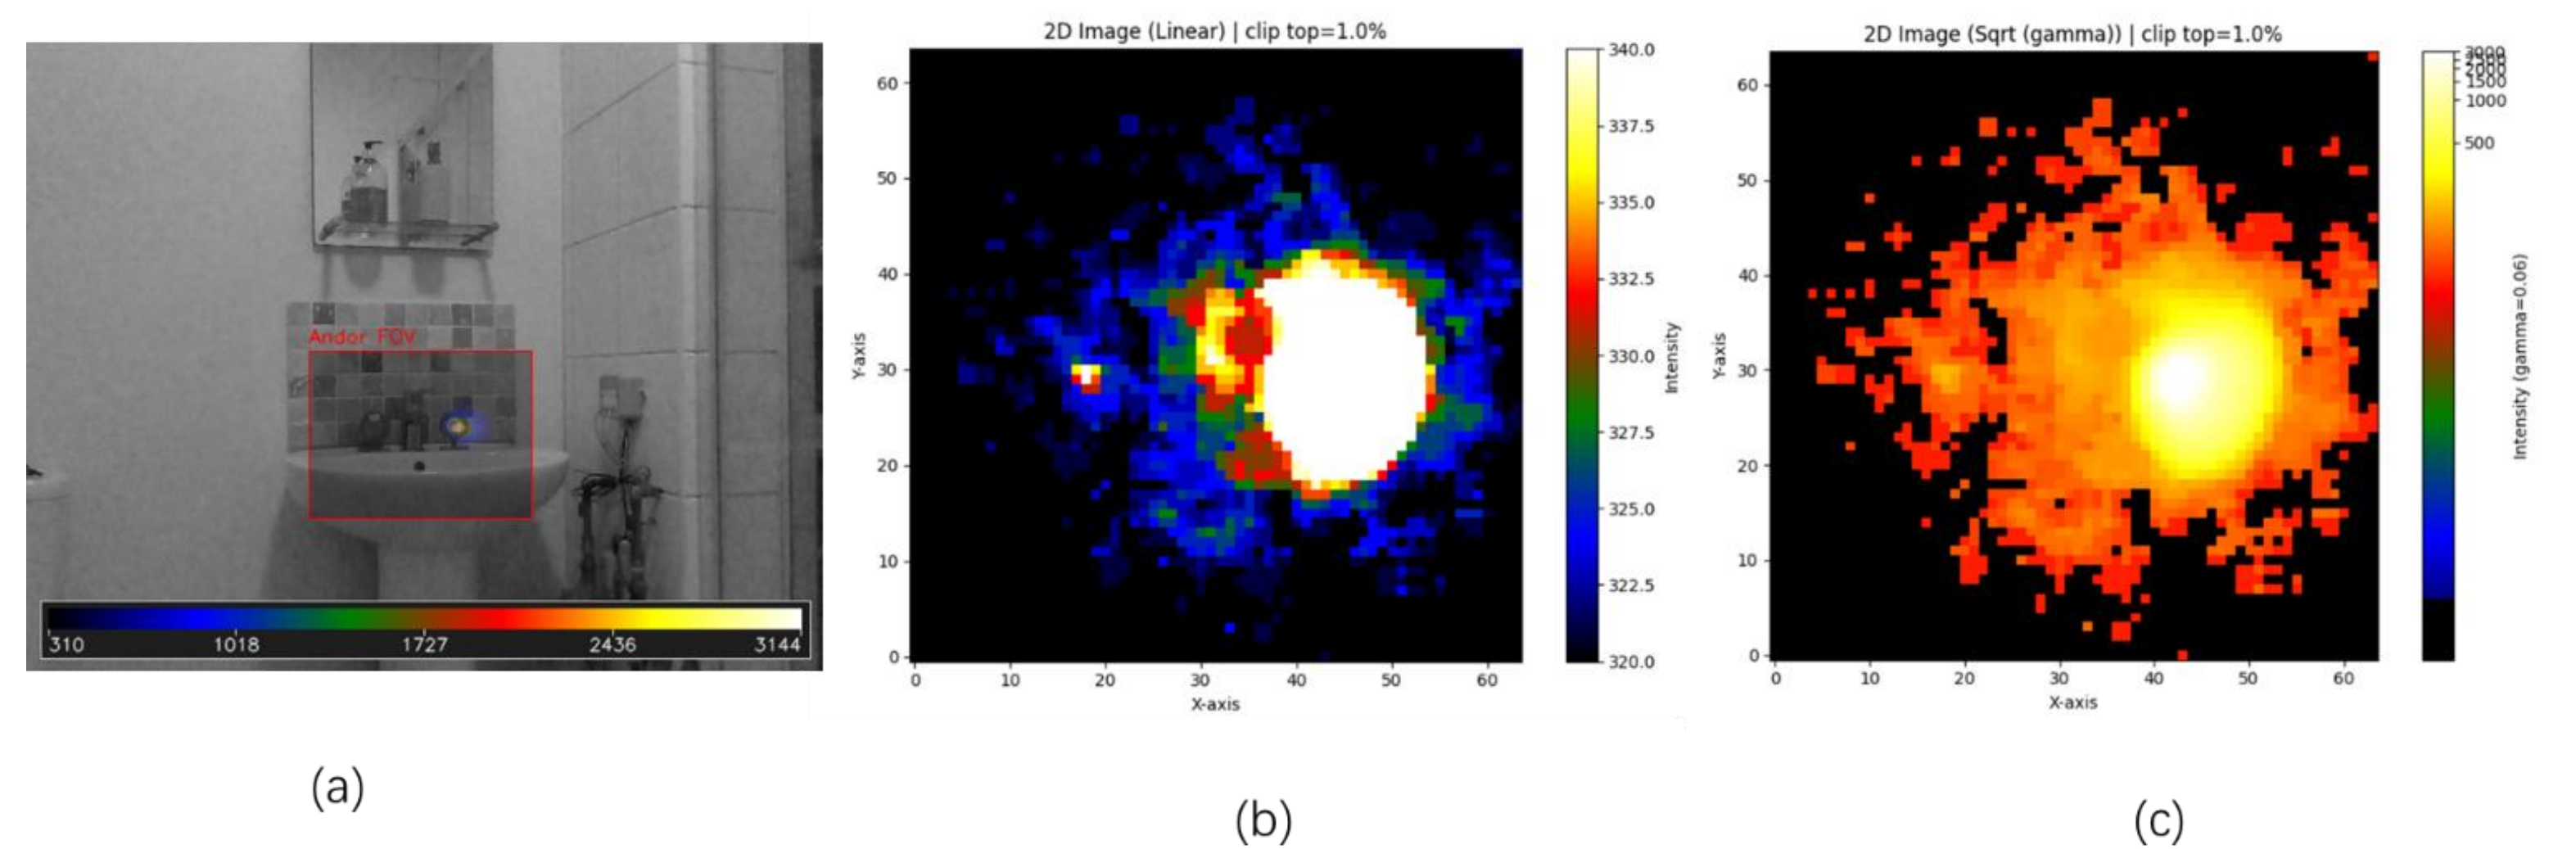 Andor FOV
310 1018 1727 2436 3144
(a)
2D Image (Linear) | clip top=1.0%
60
50
40
30
20
10
0
Y-axis
0 10 20 30 40 50 60
X-axis
340.0
337.5
335.0
332.5
330.0
327.5
325.0
322.5
320.0
Intensity
(b)
2D Image (Sqrt (gamma)) | clip top=1.0%
60
50
40
30
20
10
0
Y-axis
0 10 20 30 40 50 60
X-axis
3000
2500
2000
1500
1000
500
Intensity (gamma=0.06)
(c)